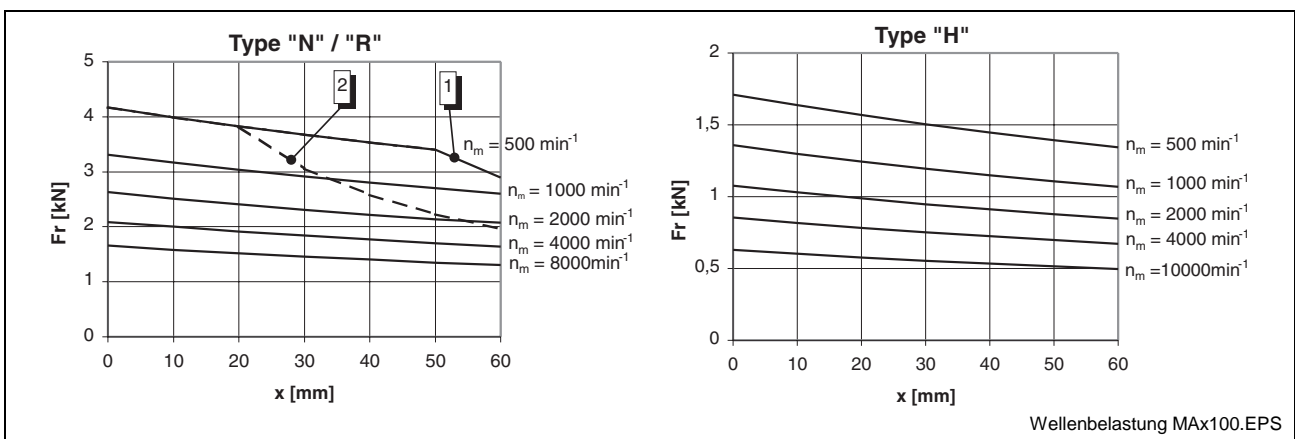 Type "N" / "R"
5
4
3
2
1
0
Fr [kN]
2
1
n_m = 500 min⁻¹
n_m = 1000 min⁻¹
n_m = 2000 min⁻¹
n_m = 4000 min⁻¹
n_m = 8000min⁻¹
0 10 20 30 40 50 60
x [mm]
Type "H"
2
1,5
1
0,5
0
Fr [kN]
n_m = 500 min⁻¹
n_m = 1000 min⁻¹
n_m = 2000 min⁻¹
n_m = 4000 min⁻¹
n_m =10000min⁻¹
0 10 20 30 40 50 60
x [mm]
Wellenbelastung MAx100.EPS